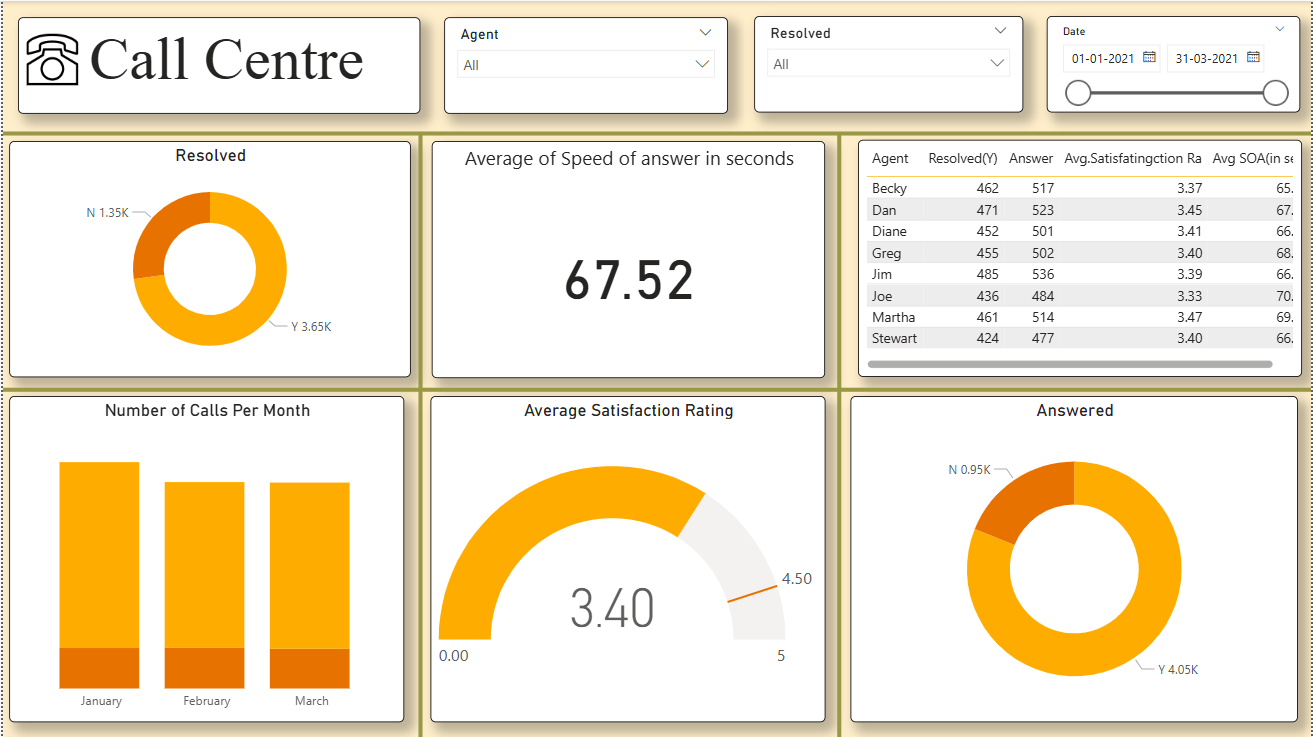 Call Centre
Agent
All
Resolved
All
Date
01-01-2021 31-03-2021
Resolved
N 1.35K
Y 3.65K
Average of Speed of answer in seconds
67.52
Agent Resolved(Y) Answer Avg.Satisfatingction Ra Avg SOA(in se
Becky 462 517 3.37 65.
Dan 471 523 3.45 67.
Diane 452 501 3.41 66.
Greg 455 502 3.40 68.
Jim 485 536 3.39 66.
Joe 436 484 3.33 70.
Martha 461 514 3.47 69.
Stewart 424 477 3.40 66.
Number of Calls Per Month
January February March
Average Satisfaction Rating
4.50
3.40
0.00 5
Answered
N 0.95K
Y 4.05K